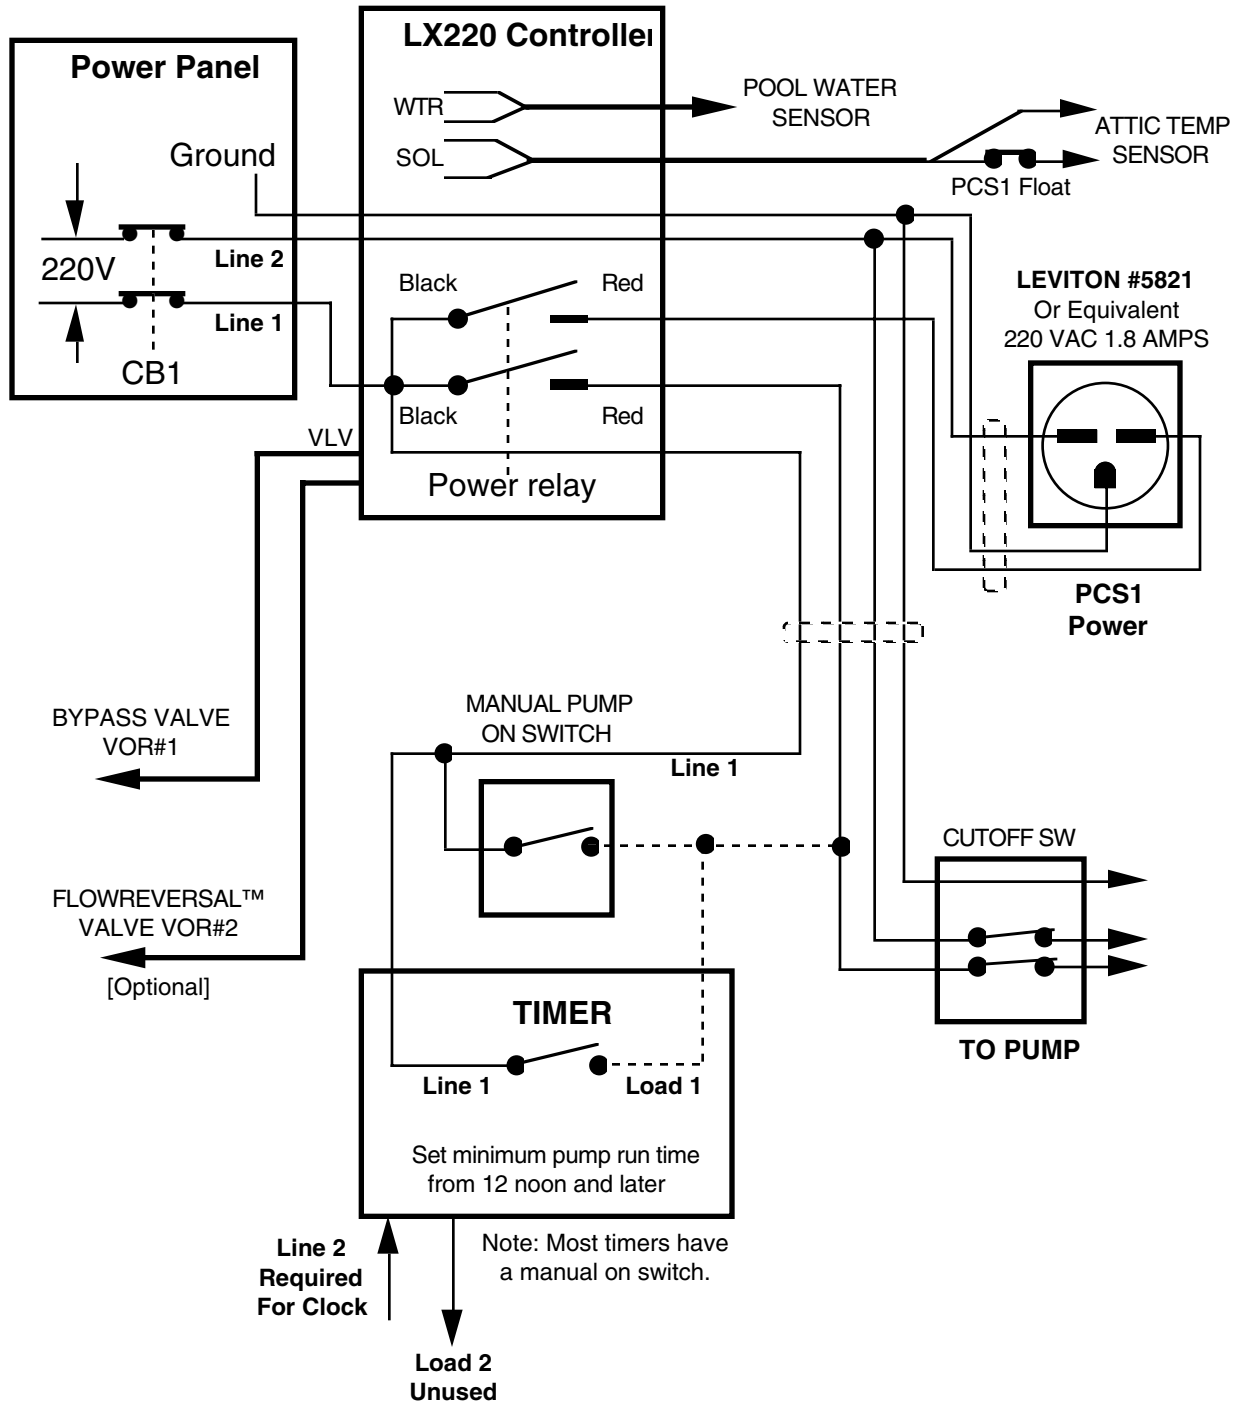 LX220 Controller
Power Panel
WTR
POOL WATER
SENSOR
SOL
ATTIC TEMP
SENSOR
PCS1 Float
Ground
220V
Line 2
Line 1
CB1
Black
Red
Black
Red
Power relay
LEVITON #5821
Or Equivalent
220 VAC 1.8 AMPS
PCS1
Power
VLV
BYPASS VALVE
VOR#1
MANUAL PUMP
ON SWITCH
Line 1
CUTOFF SW
TO PUMP
FLOWREVERSAL™
VALVE VOR#2
[Optional]
TIMER
Line 1
Load 1
Set minimum pump run time
from 12 noon and later
Line 2
Required
For Clock
Note: Most timers have
a manual on switch.
Load 2
Unused